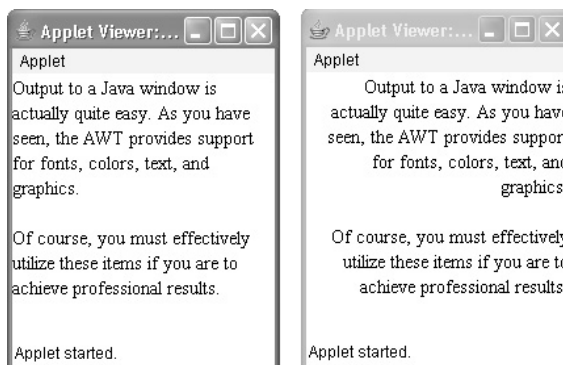 Applet Viewer:...
Applet
Output to a Java window is
actually quite easy. As you have
seen, the AWT provides support
for fonts, colors, text, and
graphics.
Of course, you must effectively
utilize these items if you are to
achieve professional results.
Applet started.
Applet Viewer:...
Applet
Output to a Java window is
actually quite easy. As you have
seen, the AWT provides support
for fonts, colors, text, and
graphics.
Of course, you must effectively
utilize these items if you are to
achieve professional results.
Applet started.